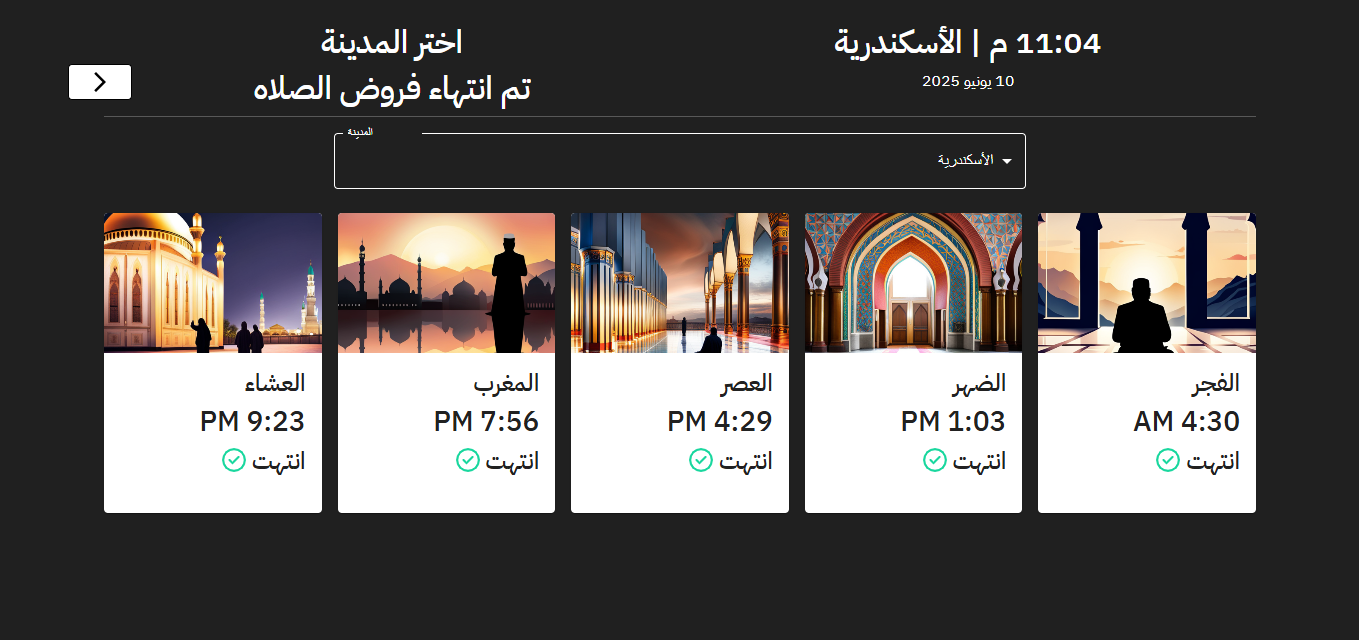 11:04 م | الأسكندرية
10 يونيو 2025
اختر المدينة
تم انتهاء فروض الصلاه
المدينة
الأسكندرية
الفجر
4:30 AM
انتهت
الضهر
1:03 PM
انتهت
العصر
4:29 PM
انتهت
المغرب
7:56 PM
انتهت
العشاء
9:23 PM
انتهت